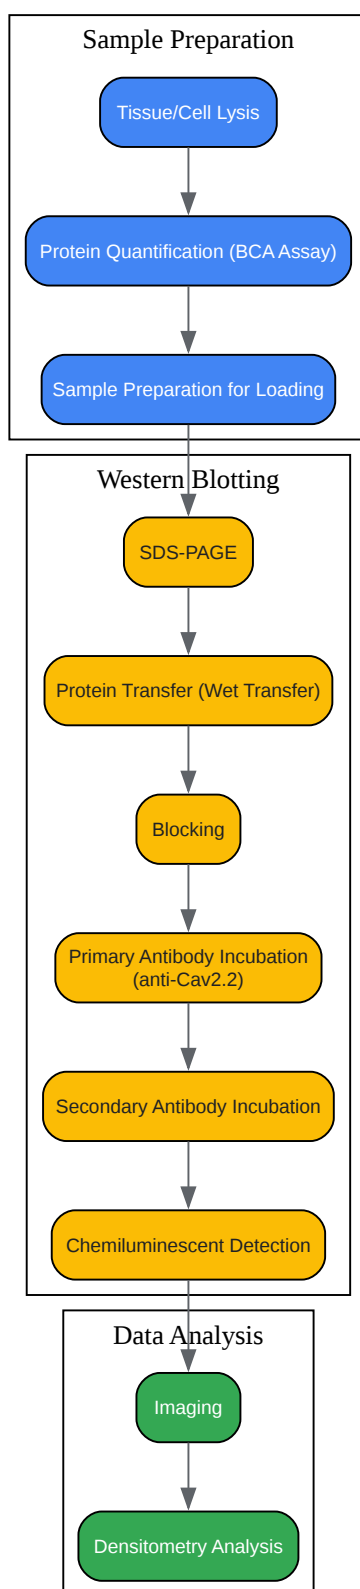 Sample Preparation
Tissue/Cell Lysis
Protein Quantification (BCA Assay)
Sample Preparation for Loading
Western Blotting
SDS-PAGE
Protein Transfer (Wet Transfer)
Blocking
Primary Antibody Incubation
(anti-Cav2.2)
Secondary Antibody Incubation
Chemiluminescent Detection
Data Analysis
Imaging
Densitometry Analysis